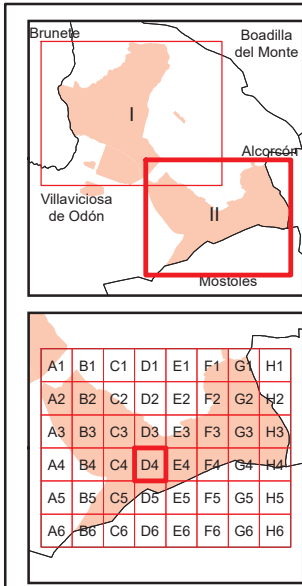 Brunete
Boadilla
del Monte
I
Alcorcón
Villaviciosa
de Odón
II
Mostoles
A1 B1 C1 D1 E1 F1 G1 H1
A2 B2 C2 D2 E2 F2 G2 H2
A3 B3 C3 D3 E3 F3 G3 H3
A4 B4 C4 D4 E4 F4 G4 H4
A5 B5 C5 D5 E5 F5 G5 H5
A6 B6 C6 D6 E6 F6 G6 H6